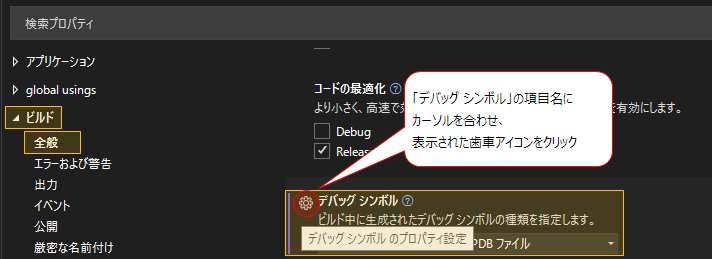 検索プロパティ
アプリケーション
global usings
ビルド
全般
エラーおよび警告
出力
イベント
公開
厳密な名前付け
コードの最適化
より小さく、高速で
を有効にします。
Debug
Release
「デバッグ シンボル」の項目名に
カーソルを合わせ、
表示された歯車アイコンをクリック
デバッグ シンボル
ビルド中に生成されたデバッグ シンボルの種類を指定します。
デバッグ シンボル のプロパティ設定
PDB ファイル